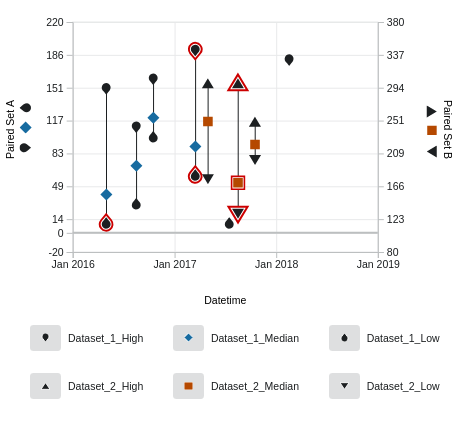 220
186
151
117
83
49
14
0
-20
380
337
294
251
209
166
123
80
Paired Set A
Paired Set B
Jan 2016
Jan 2017
Jan 2018
Jan 2019
Datetime
Dataset_1_High
Dataset_1_Median
Dataset_1_Low
Dataset_2_High
Dataset_2_Median
Dataset_2_Low